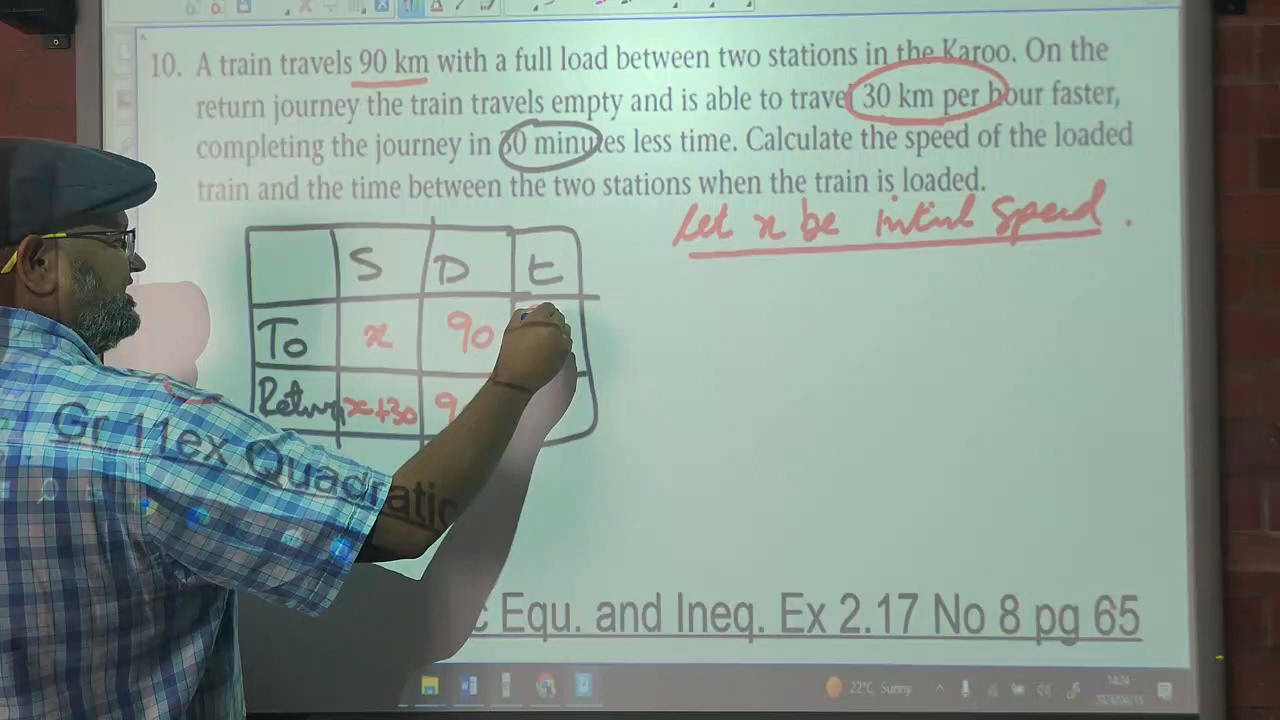 10. A train travels 90 km with a full load between two stations in the Karoo. On the
return journey the train travels empty and is able to trave 30 km per hour faster,
completing the journey in 30 minutes less time. Calculate the speed of the loaded
train and the time between the two stations when the train is loaded.
Let x be initial speed.
S D t
To x 90
Return x+30 9
Gr 11ex Quadratic Equ. and Ineq. Ex 2.17 No 8 pg 65
22°C Sunny
14:24